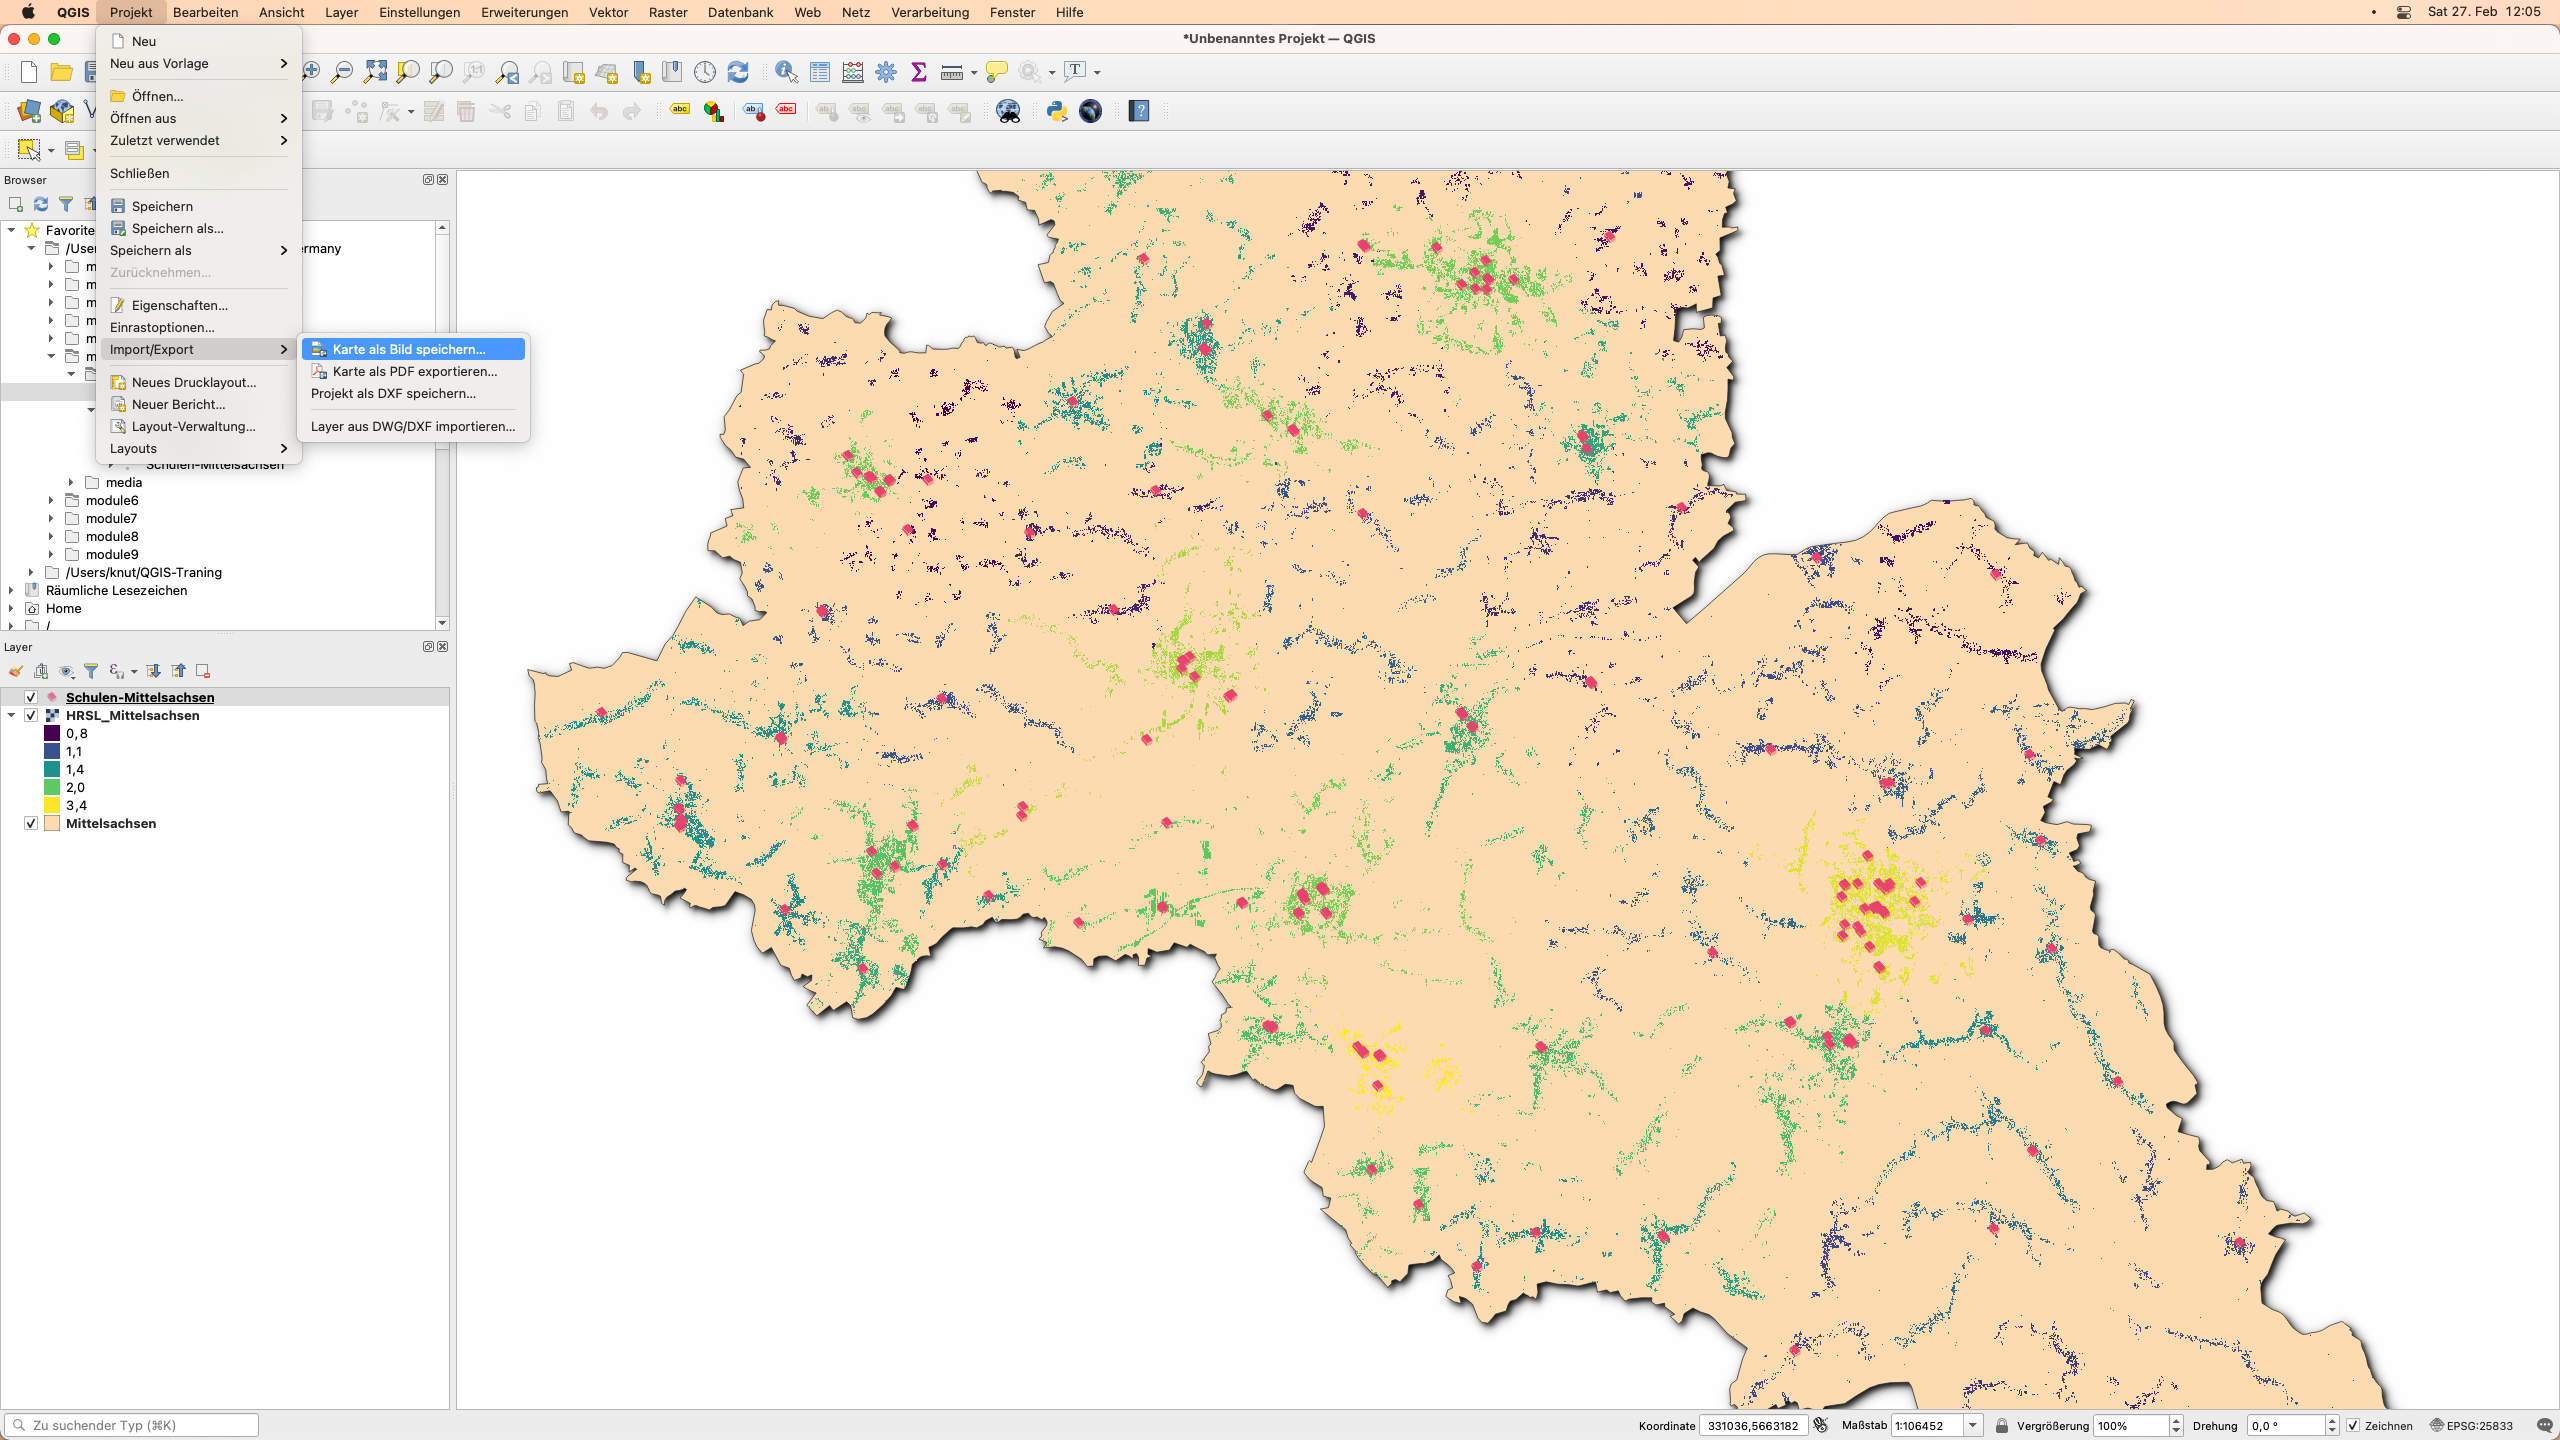 QGIS Projekt Bearbeiten Ansicht Layer Einstellungen Erweiterungen Vektor Raster Datenbank Web Netz Verarbeitung Fenster Hilfe Sat 27. Feb 12:05
*Unbenanntes Projekt — QGIS
Neu
Neu aus Vorlage
Öffnen...
Öffnen aus
Zuletzt verwendet
Schließen
Speichern
Speichern als...
Speichern als
Zurücknehmen...
Eigenschaften...
Einrastoptionen...
Import/Export
Neues Drucklayout...
Neuer Bericht...
Layout-Verwaltung...
Layouts
Karte als Bild speichern...
Karte als PDF exportieren...
Projekt als DXF speichern...
Layer aus DWG/DXF importieren...
Browser
Favorite
/User
ermany
m
m
m
m
m
m
Schulen-Mittelsachsen
media
module6
module7
module8
module9
/Users/knut/QGIS-Traning
Räumliche Lesezeichen
Home
/
Layer
Schulen-Mittelsachsen
HRSL_Mittelsachsen
0,8
1,1
1,4
2,0
3,4
Mittelsachsen
Zu suchender Typ (⌘K)
Koordinate 331036,5663182 Maßstab 1:106452 Vergrößerung 100% Drehung 0,0 ° Zeichnen EPSG:25833